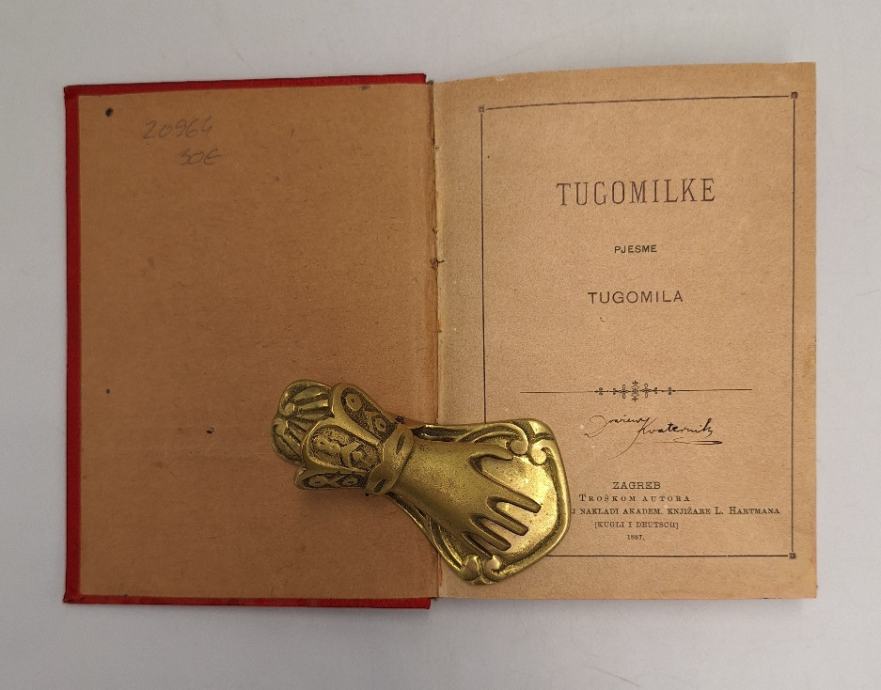 20964
30€
TUGOMILKE
PJESME
TUGOMILA
Kvaternik
ZAGREB
TROŠKOM AUTORA
J NAKLADI AKADEM. KNJIŽARE L. HARTMANA
[KUGLI I DEUTSCH]
1887.